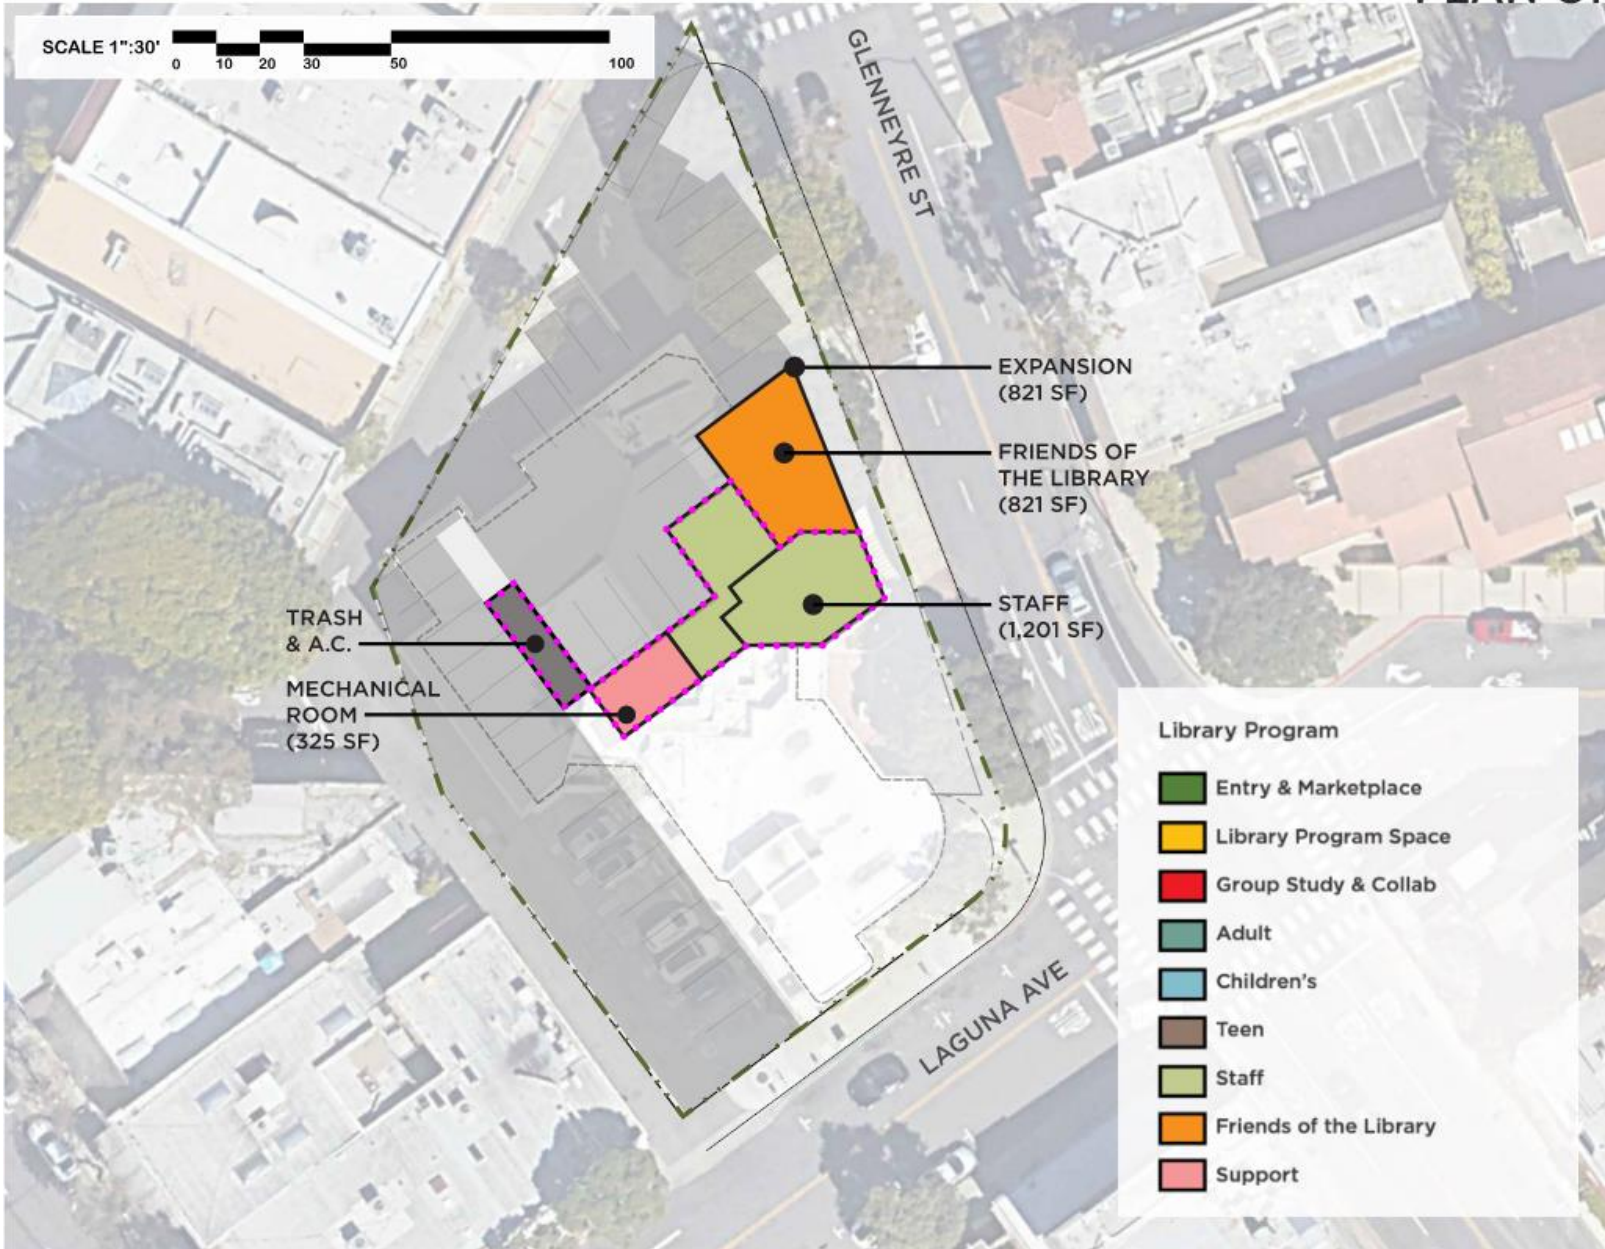 SCALE 1":30'
0 10 20 30 50 100
GLENNEYRE ST
EXPANSION
(821 SF)
FRIENDS OF
THE LIBRARY
(821 SF)
STAFF
(1,201 SF)
TRASH
& A.C.
MECHANICAL
ROOM
(325 SF)
LAGUNA AVE
Library Program
Entry & Marketplace
Library Program Space
Group Study & Collab
Adult
Children's
Teen
Staff
Friends of the Library
Support